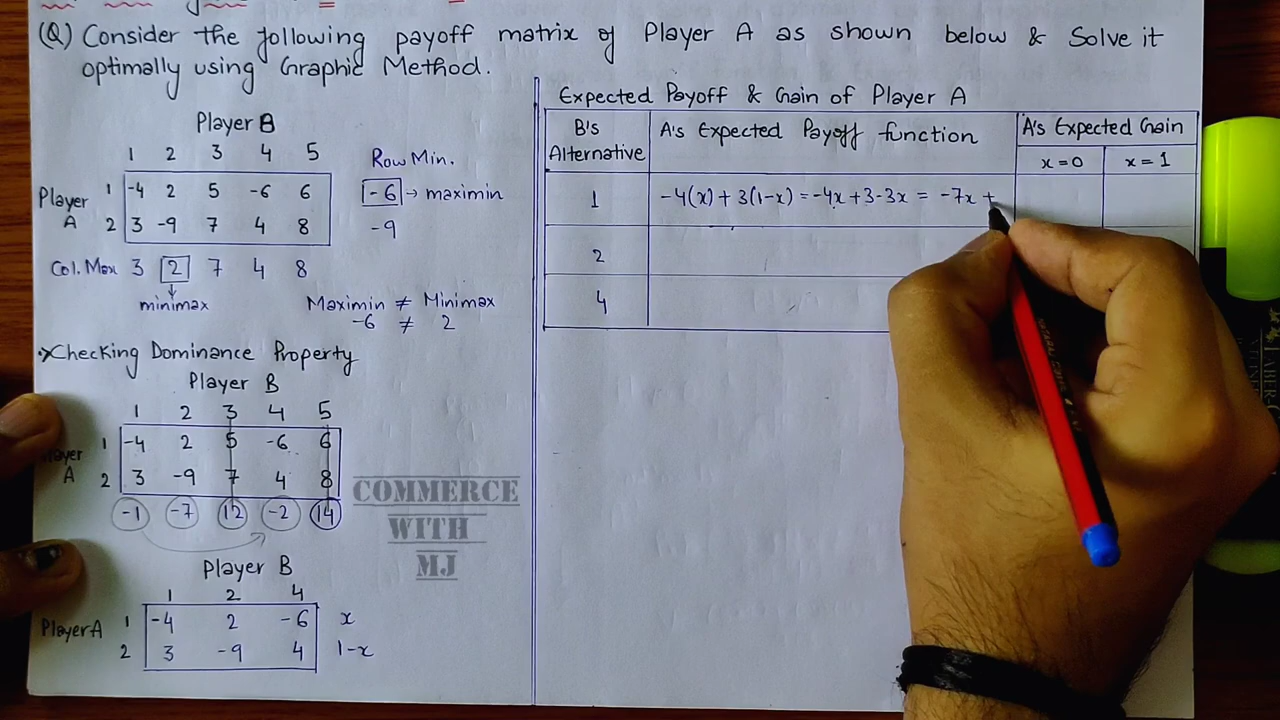 (Q) Consider the following payoff matrix of Player A as shown below & Solve it
optimally using Graphic Method.
Player B
1 2 3 4 5
Row Min.
Player A
1 -4 2 5 -6 6 -6 → maximin
2 3 -9 7 4 8 -9
Col. Max 3 2 7 4 8
minimax
Maximin ≠ Minimax
-6 ≠ 2
Checking Dominance Property
Player B
1 2 3 4 5
1 -4 2 5 -6 6
A 2 3 -9 7 4 8
-1 -7 12 -2 14
Player B
1 2 4
Player A 1 -4 2 -6 x
2 3 -9 4 1-x
Expected Payoff & Gain of Player A
B's Alternative
A's Expected Payoff function
A's Expected Gain
x=0 x=1
1 -4(x) + 3(1-x) = -4x + 3-3x = -7x +
2
4
COMMERCE
WITH
MJ